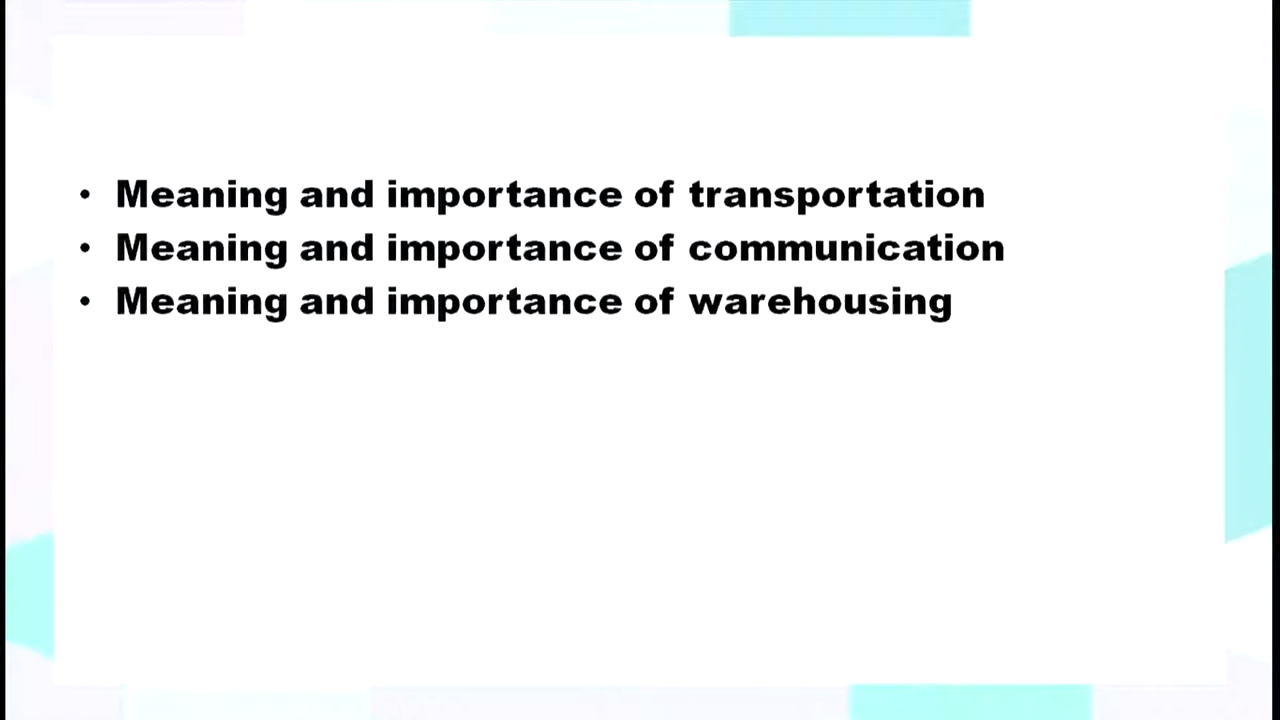 • Meaning and importance of transportation
• Meaning and importance of communication
• Meaning and importance of warehousing